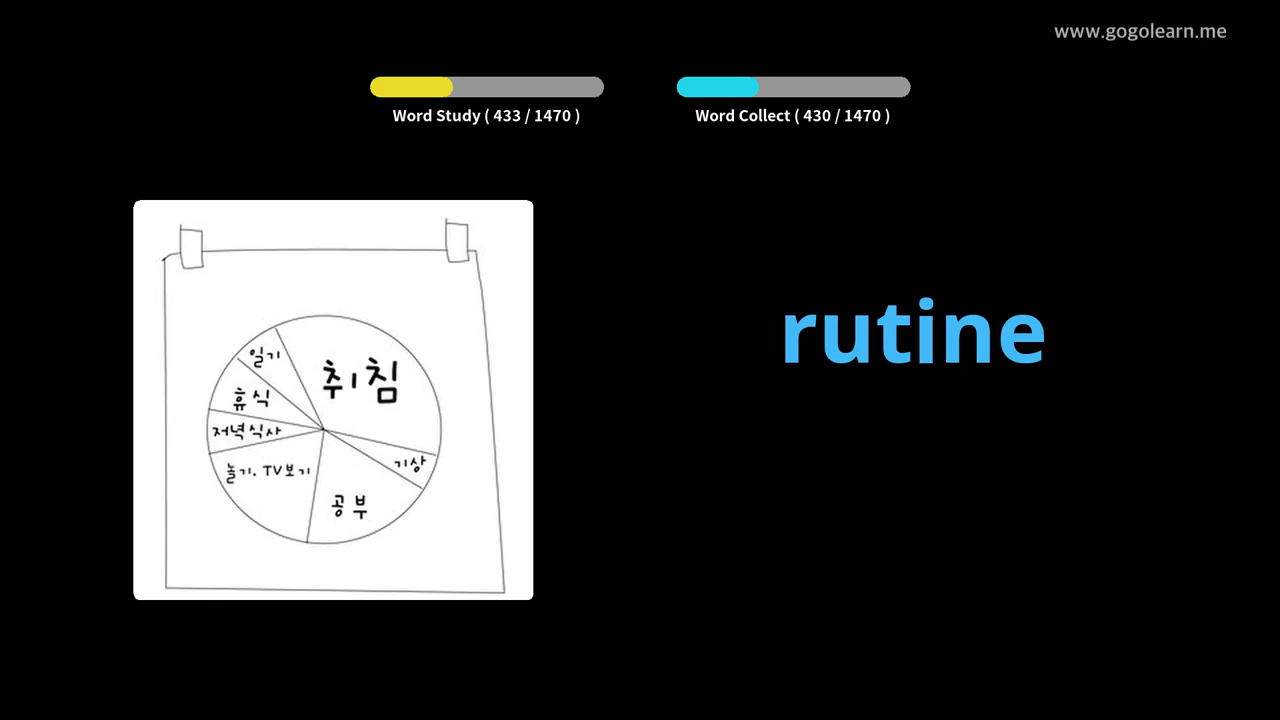 www.gogolearn.me
Word Study ( 433 / 1470 )
Word Collect ( 430 / 1470 )
일기
취침
휴식
저녁식사
기상
놀기. TV보기
공부
rutine